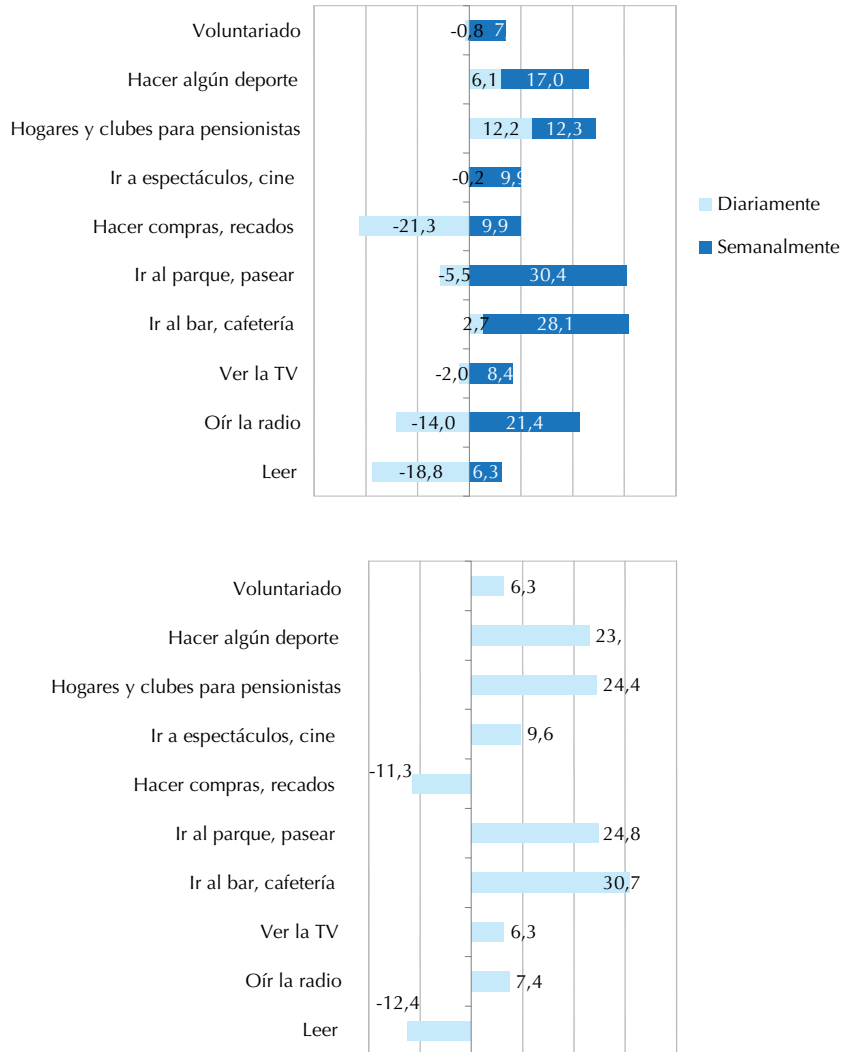 Voluntariado -0,8 7
Hacer algún deporte 6,1 17,0
Hogares y clubes para pensionistas 12,2 12,3
Ir a espectáculos, cine -0,2 9,9
Diariamente
Hacer compras, recados -21,3 9,9
Semanalmente
Ir al parque, pasear -5,5 30,4
Ir al bar, cafetería 2,7 28,1
Ver la TV -2,0 8,4
Oír la radio -14,0 21,4
Leer -18,8 6,3
Voluntariado 6,3
Hacer algún deporte 23,
Hogares y clubes para pensionistas 24,4
Ir a espectáculos, cine 9,6
Hacer compras, recados -11,3
Ir al parque, pasear 24,8
Ir al bar, cafetería 30,7
Ver la TV 6,3
Oír la radio 7,4
Leer -12,4